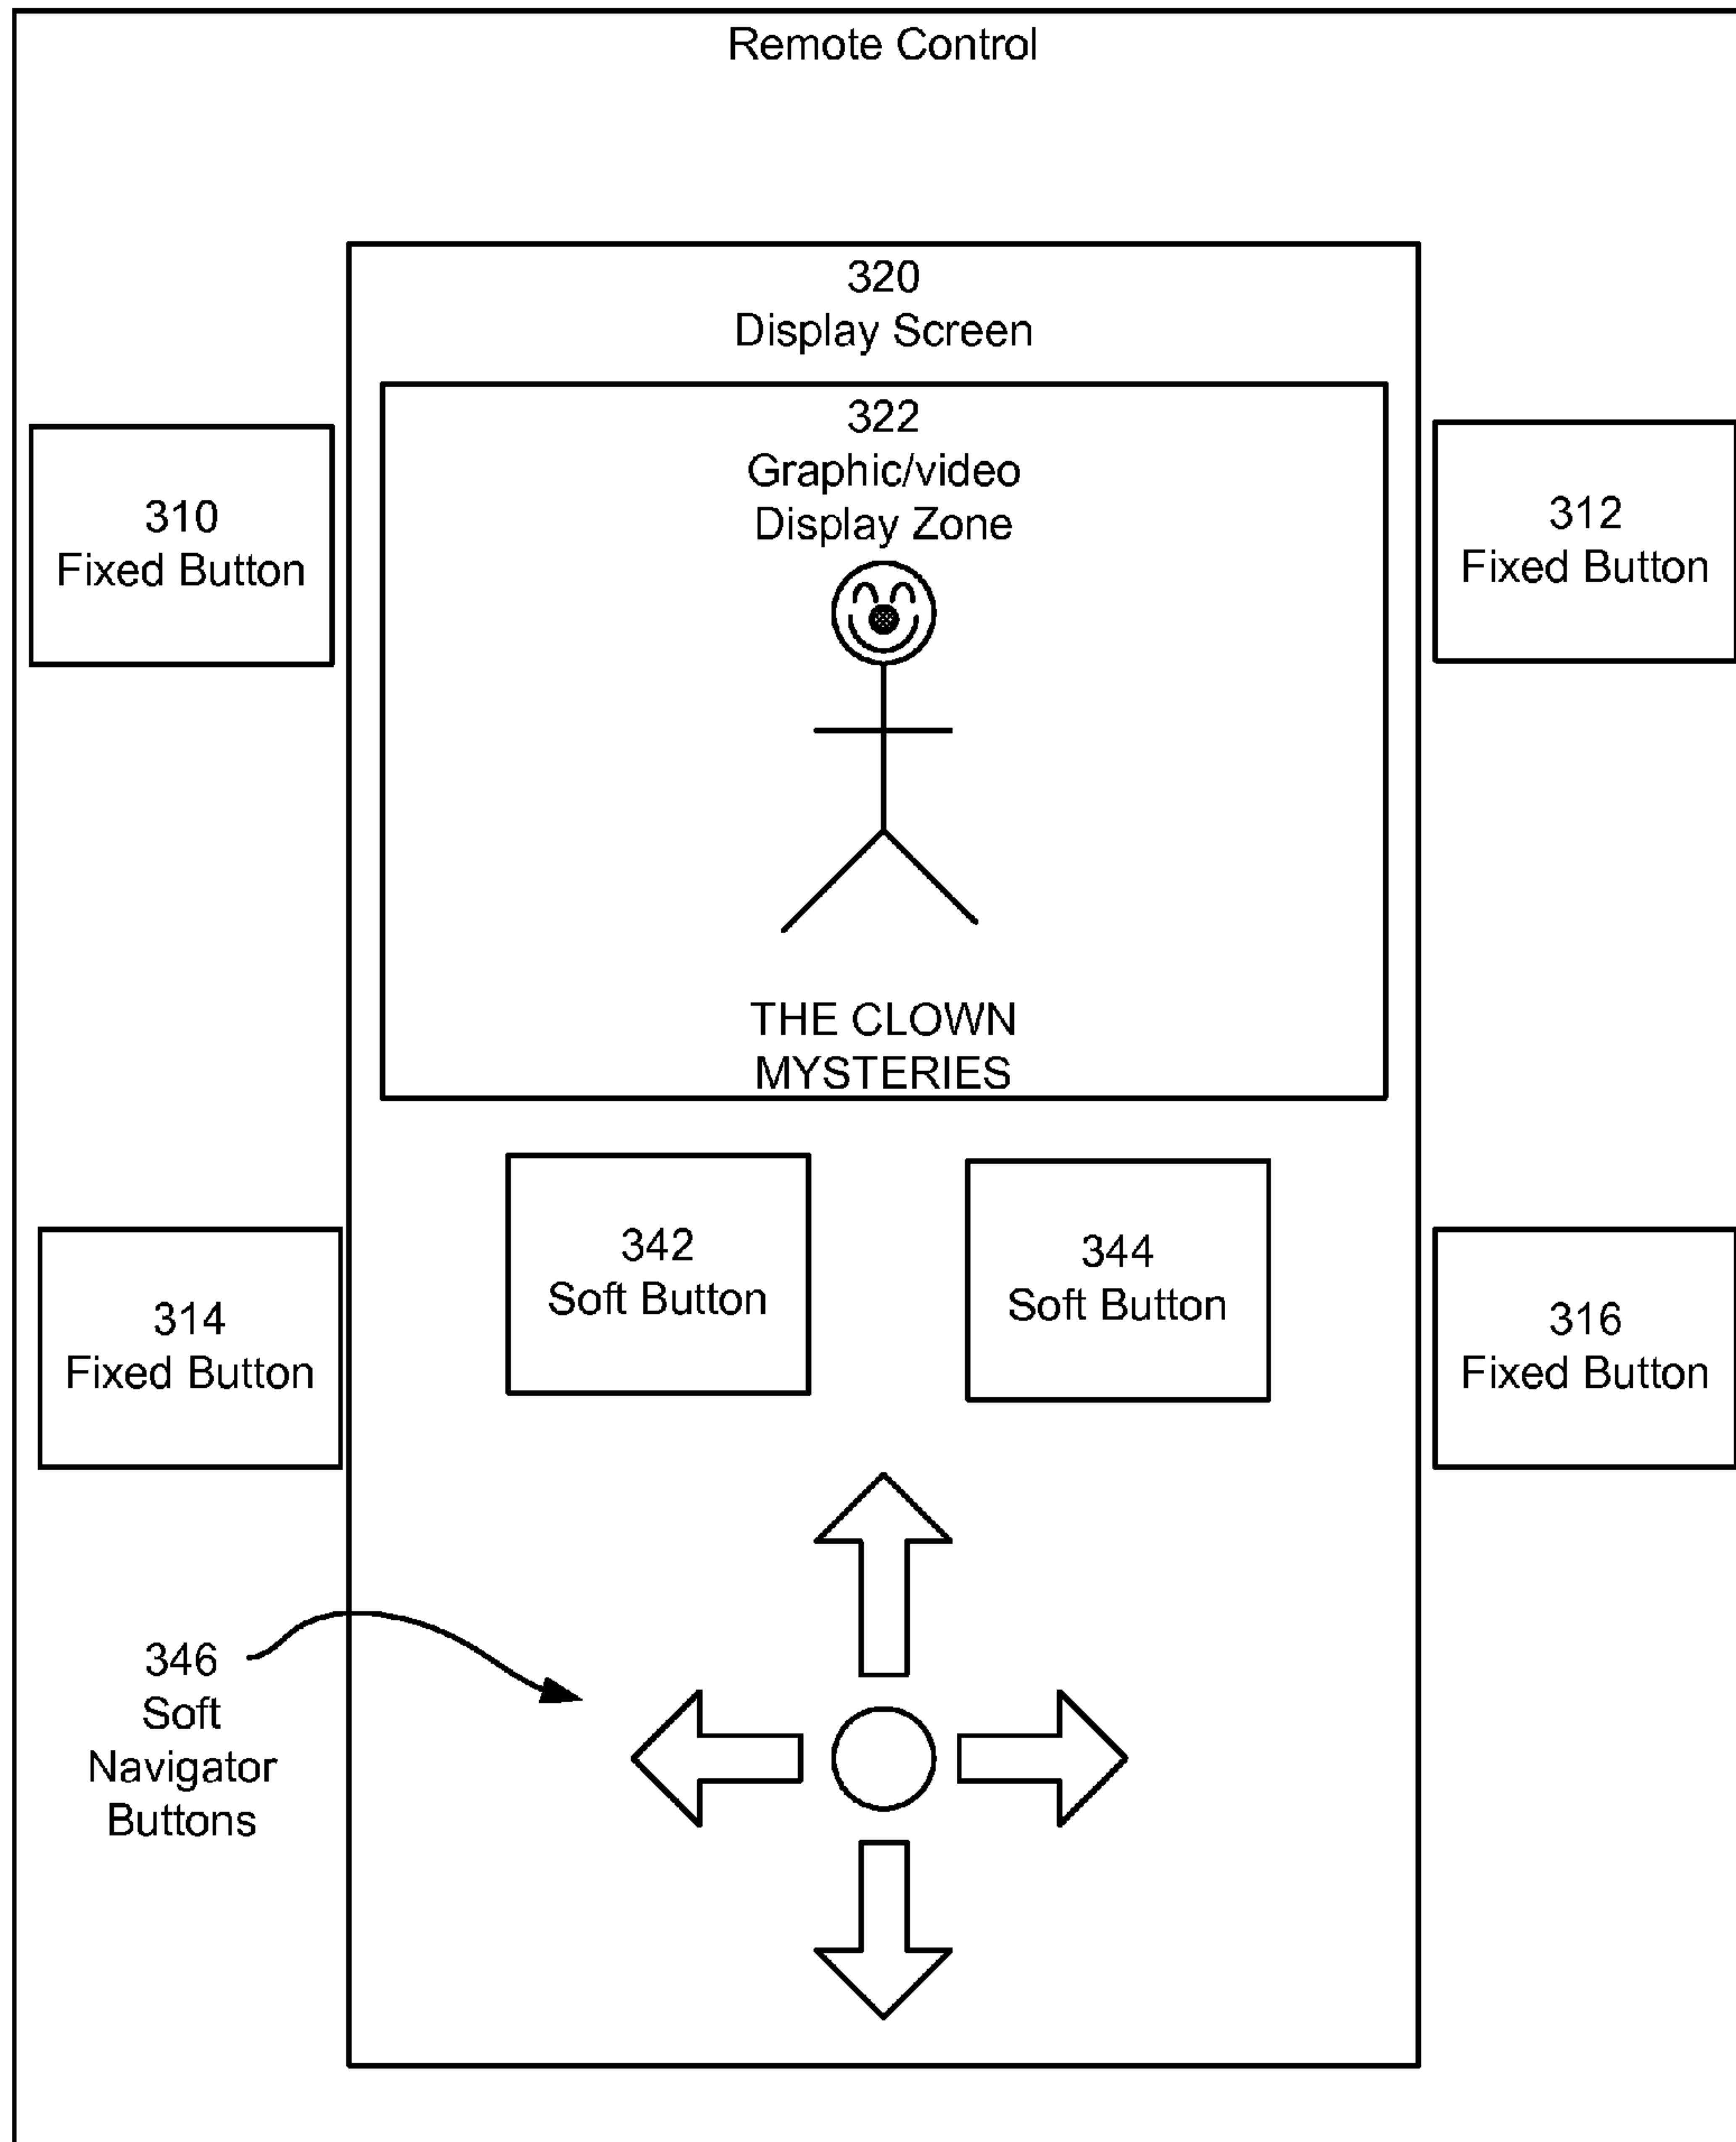 Remote Control
320
Display Screen
322
Graphic/video
Display Zone
310
Fixed Button
312
Fixed Button
THE CLOWN
MYSTERIES
342
Soft Button
344
Soft Button
314
Fixed Button
316
Fixed Button
346
Soft
Navigator
Buttons